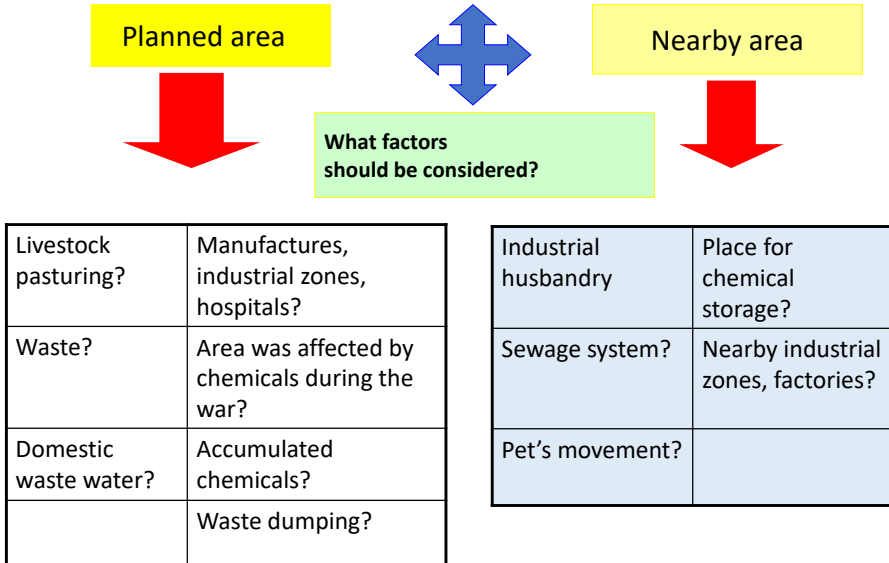 Planned area
Nearby area
What factors
should be considered?
Livestock
pasturing?
Manufactures,
industrial zones,
hospitals?
Waste?
Area was affected by
chemicals during the
war?
Domestic
waste water?
Accumulated
chemicals?
Waste dumping?
Industrial
husbandry
Place for
chemical
storage?
Sewage system?
Nearby industrial
zones, factories?
Pet’s movement?